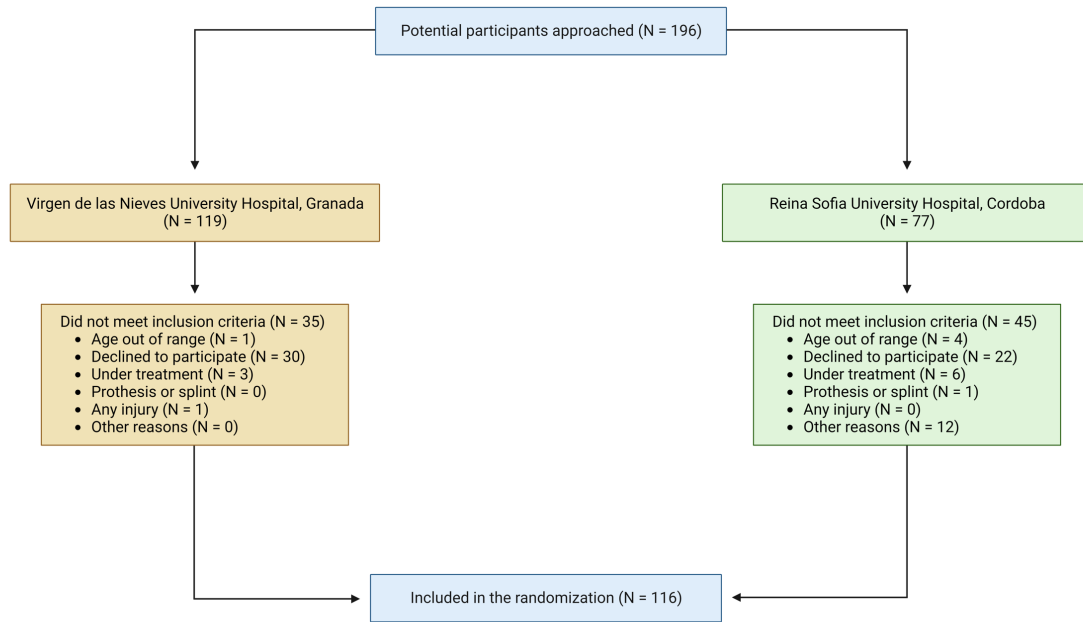 Potential participants approached (N = 196)
Virgen de las Nieves University Hospital, Granada
(N = 119)
Reina Sofia University Hospital, Cordoba
(N = 77)
Did not meet inclusion criteria (N = 35)
• Age out of range (N = 1)
• Declined to participate (N = 30)
• Under treatment (N = 3)
• Prothesis or splint (N = 0)
• Any injury (N = 1)
• Other reasons (N = 0)
Did not meet inclusion criteria (N = 45)
• Age out of range (N = 4)
• Declined to participate (N = 22)
• Under treatment (N = 6)
• Prothesis or splint (N = 1)
• Any injury (N = 0)
• Other reasons (N = 12)
Included in the randomization (N = 116)